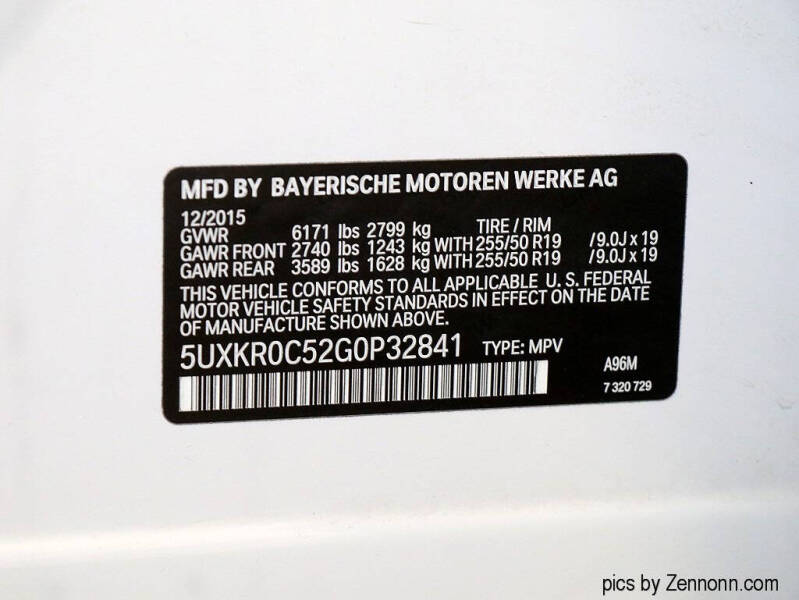 MFD BY BAYERISCHE MOTOREN WERKE AG
12/2015 TIRE / RIM
GVWR 6171 lbs 2799 kg
GAWR FRONT 2740 lbs 1243 kg WITH 255/50 R19 /9.0J x 19
GAWR REAR 3589 lbs 1628 kg WITH 255/50 R19 /9.0J x 19
THIS VEHICLE CONFORMS TO ALL APPLICABLE U. S. FEDERAL
MOTOR VEHICLE SAFETY STANDARDS IN EFFECT ON THE DATE
OF MANUFACTURE SHOWN ABOVE.
5UXKR0C52G0P32841 TYPE: MPV
A96M
7 320 729
pics by Zennonn.com